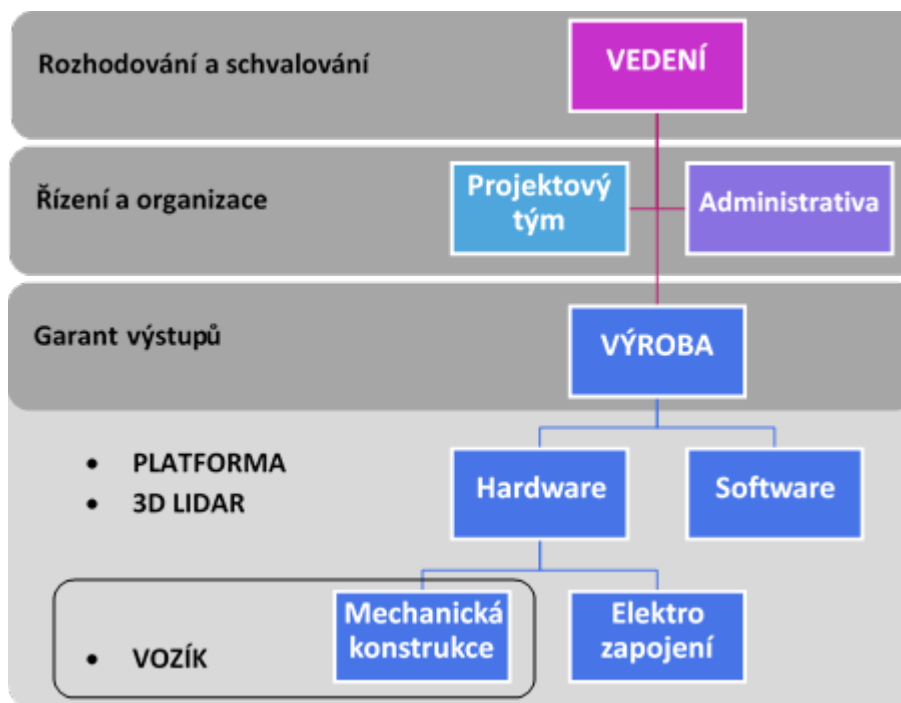 Rozhodování a schvalování
VEDENÍ
Řízení a organizace
Projektový
tým
Administrativa
Garant výstupů
VÝROBA
• PLATFORMA
• 3D LIDAR
Hardware
Software
• VOZÍK
Mechanická
konstrukce
Elektro
zapojení